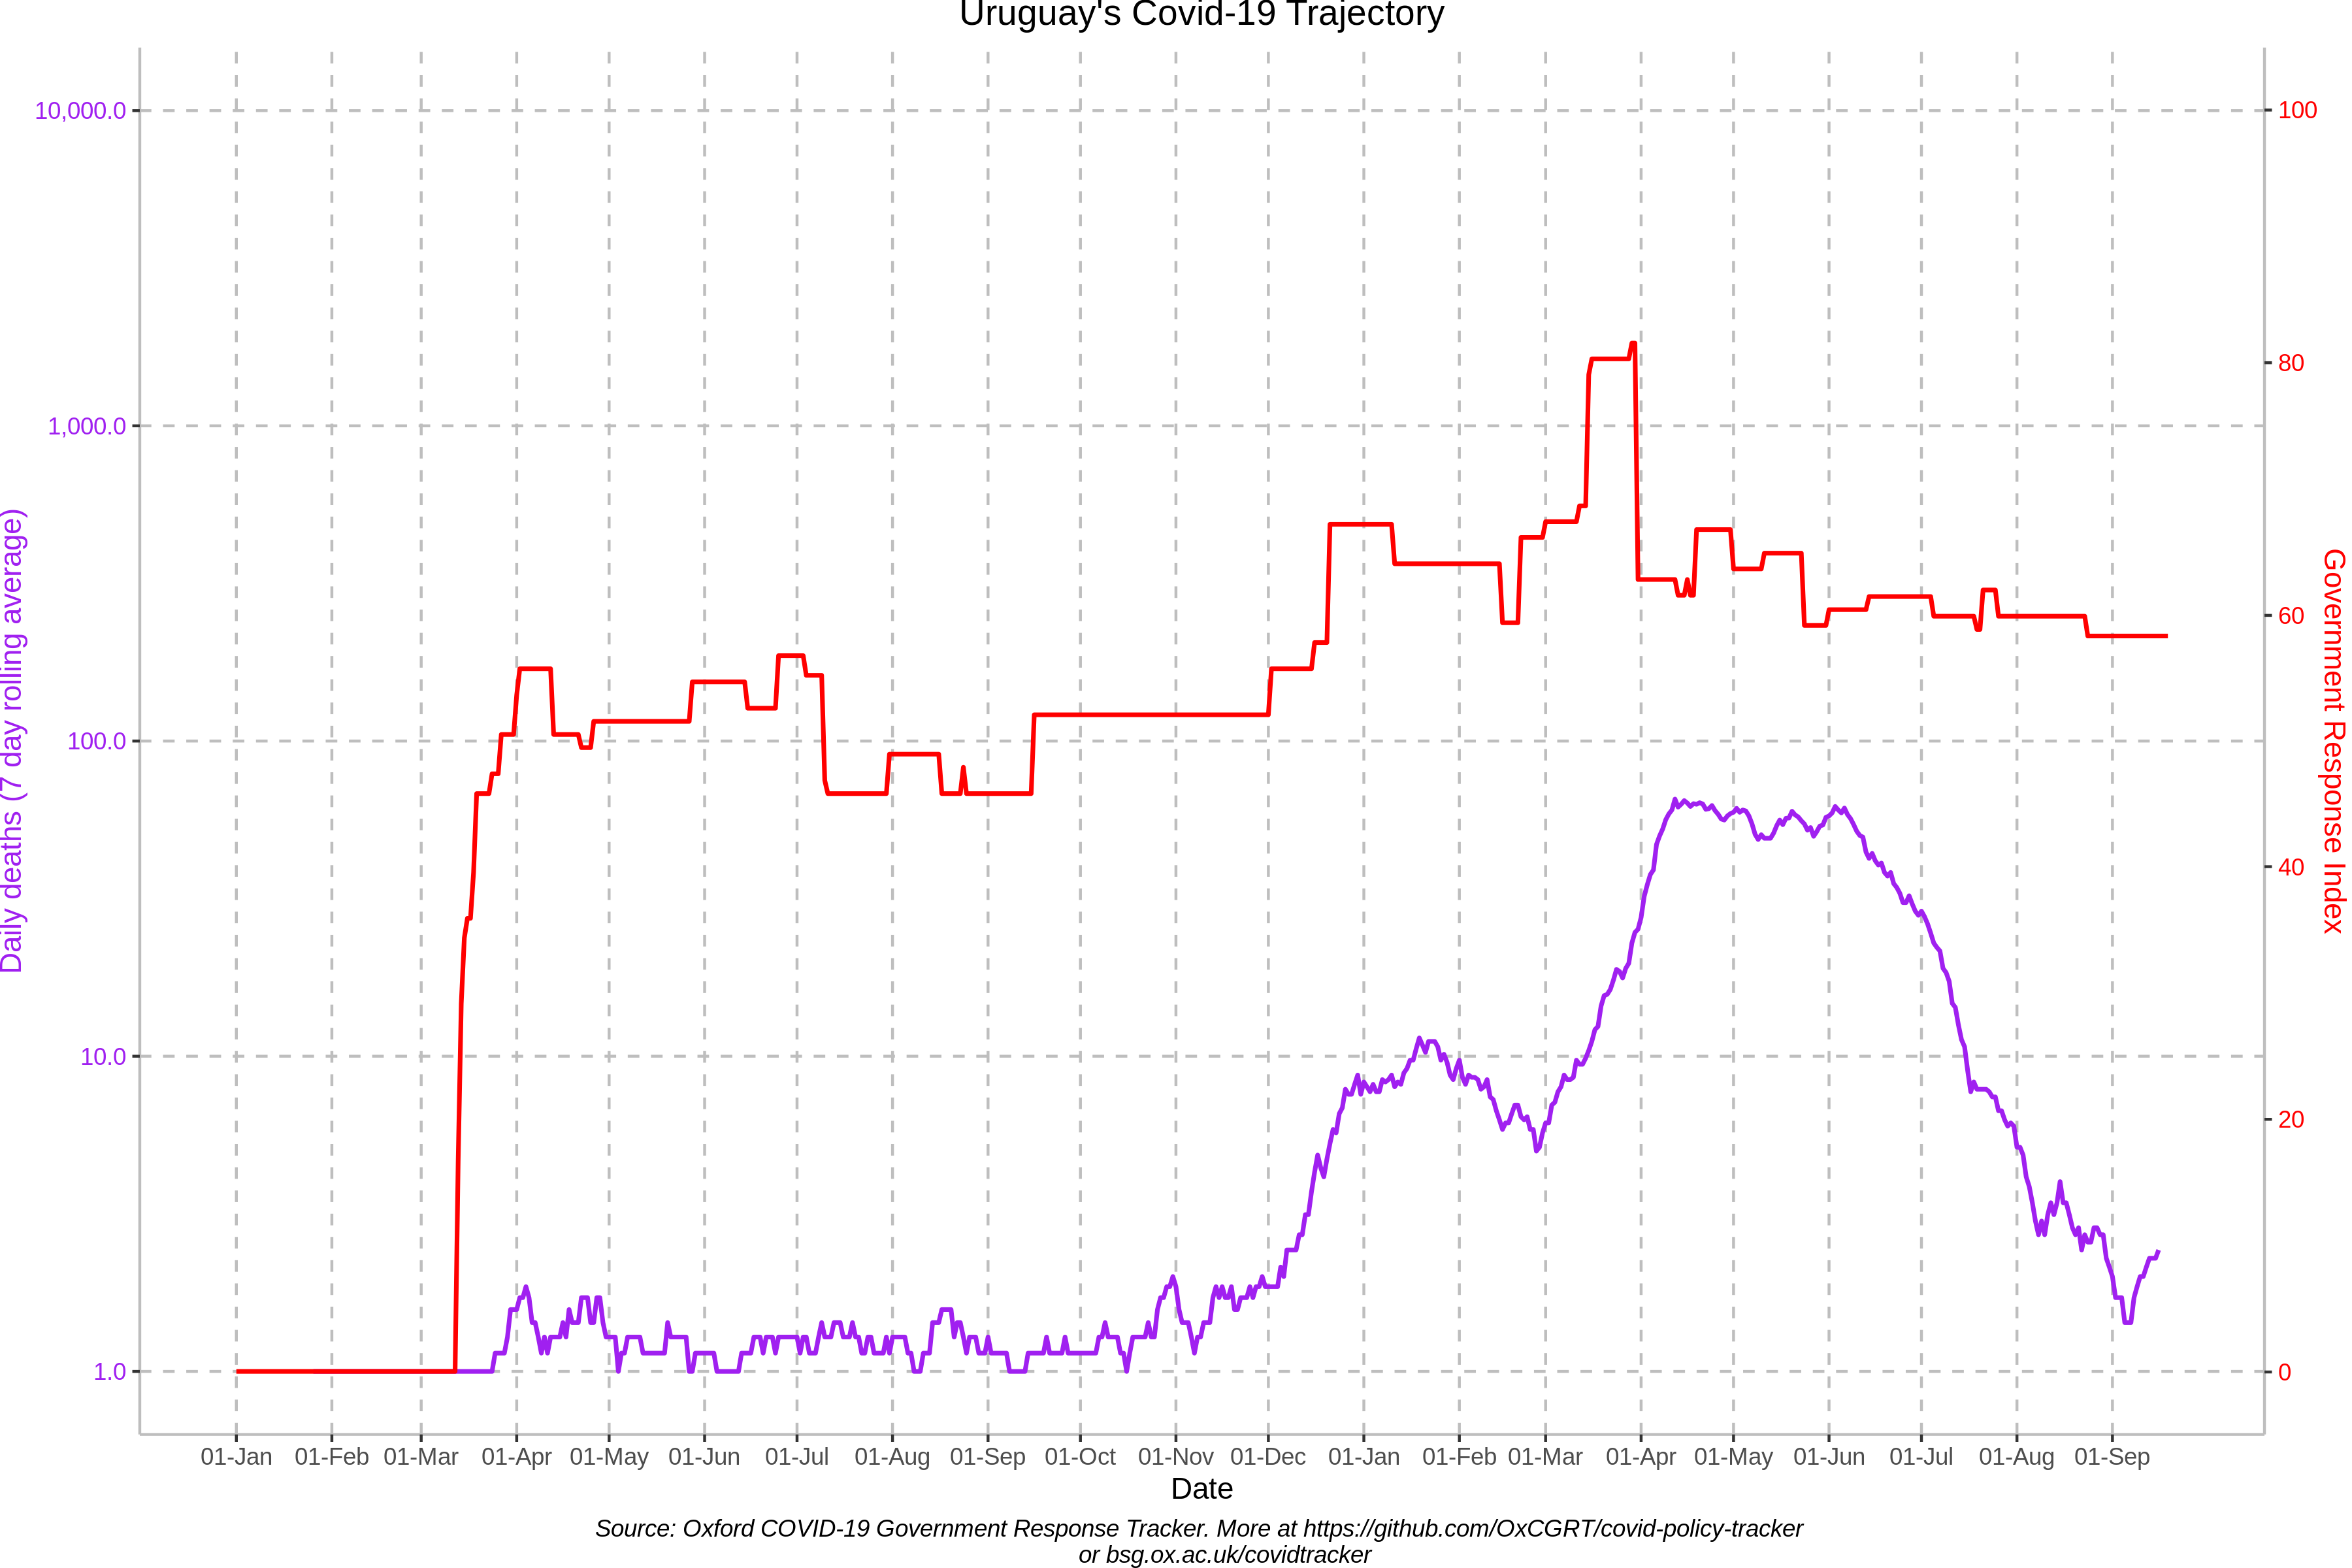 Uruguay's Covid-19 Trajectory
Daily deaths (7 day rolling average)
10,000.0
1,000.0
100.0
10.0
1.0
Government Response Index
100
80
60
40
20
0
01-Jan 01-Feb 01-Mar 01-Apr 01-May 01-Jun 01-Jul 01-Aug 01-Sep 01-Oct 01-Nov 01-Dec 01-Jan 01-Feb 01-Mar 01-Apr 01-May 01-Jun 01-Jul 01-Aug 01-Sep
Date
Source: Oxford COVID-19 Government Response Tracker. More at https://github.com/OxCGRT/covid-policy-tracker
or bsg.ox.ac.uk/covidtracker